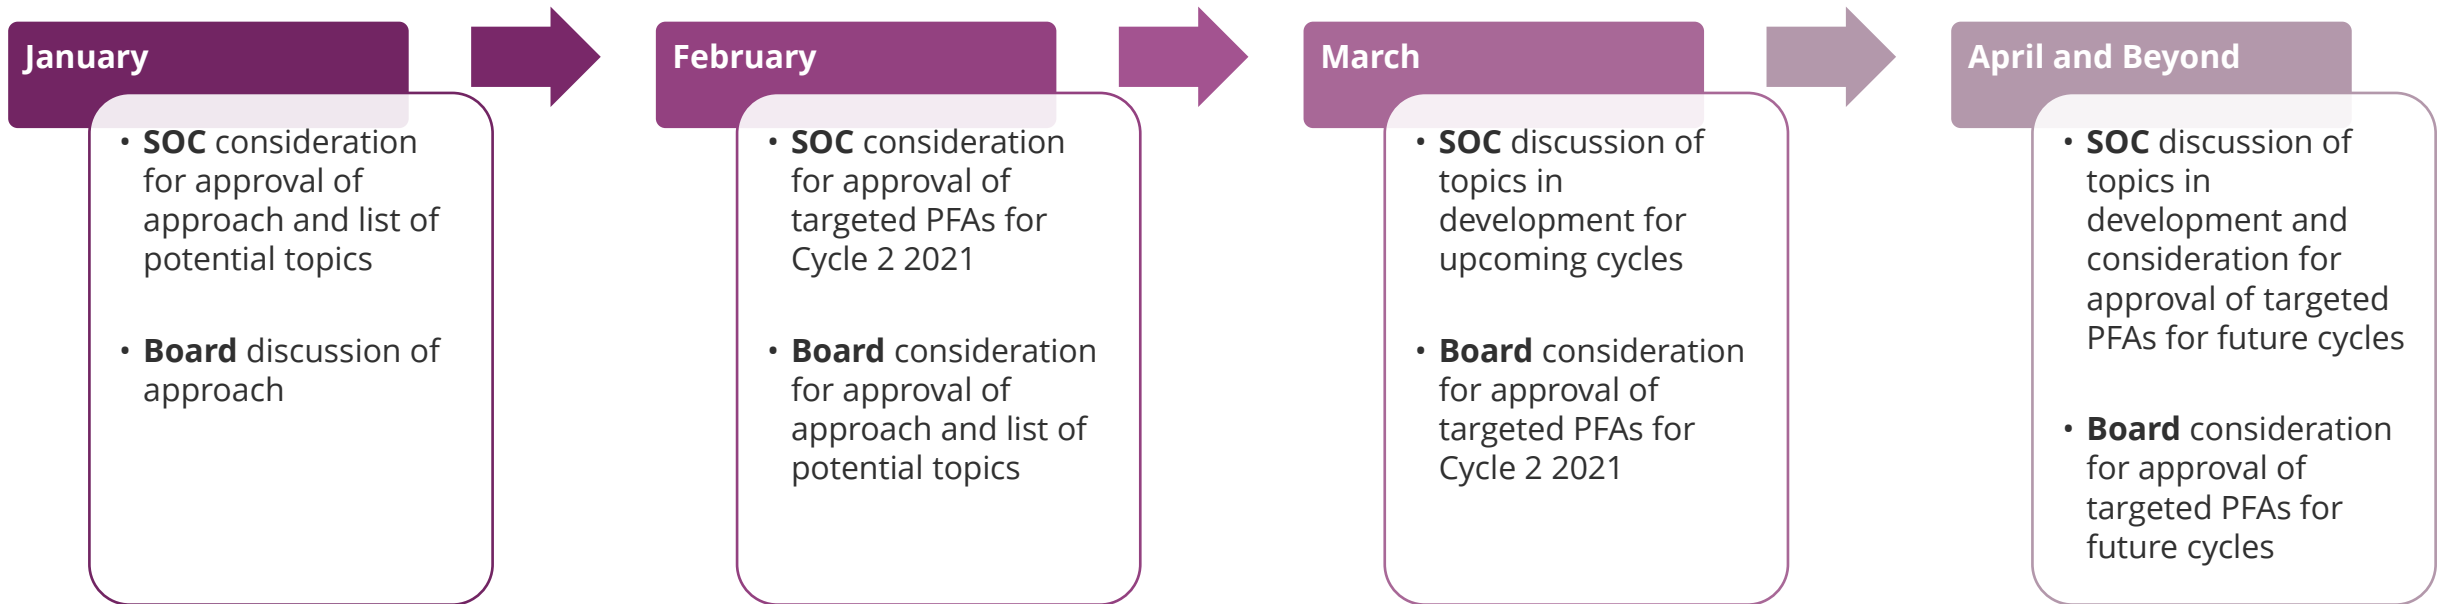 January
• SOC consideration
for approval of
approach and list of
potential topics
• Board discussion of
approach
February
• SOC consideration
for approval of
targeted PFAs for
Cycle 2 2021
• Board consideration
for approval of
approach and list of
potential topics
March
• SOC discussion of
topics in
development for
upcoming cycles
• Board consideration
for approval of
targeted PFAs for
Cycle 2 2021
April and Beyond
• SOC discussion of
topics in
development and
consideration for
approval of targeted
PFAs for future cycles
• Board consideration
for approval of
targeted PFAs for
future cycles